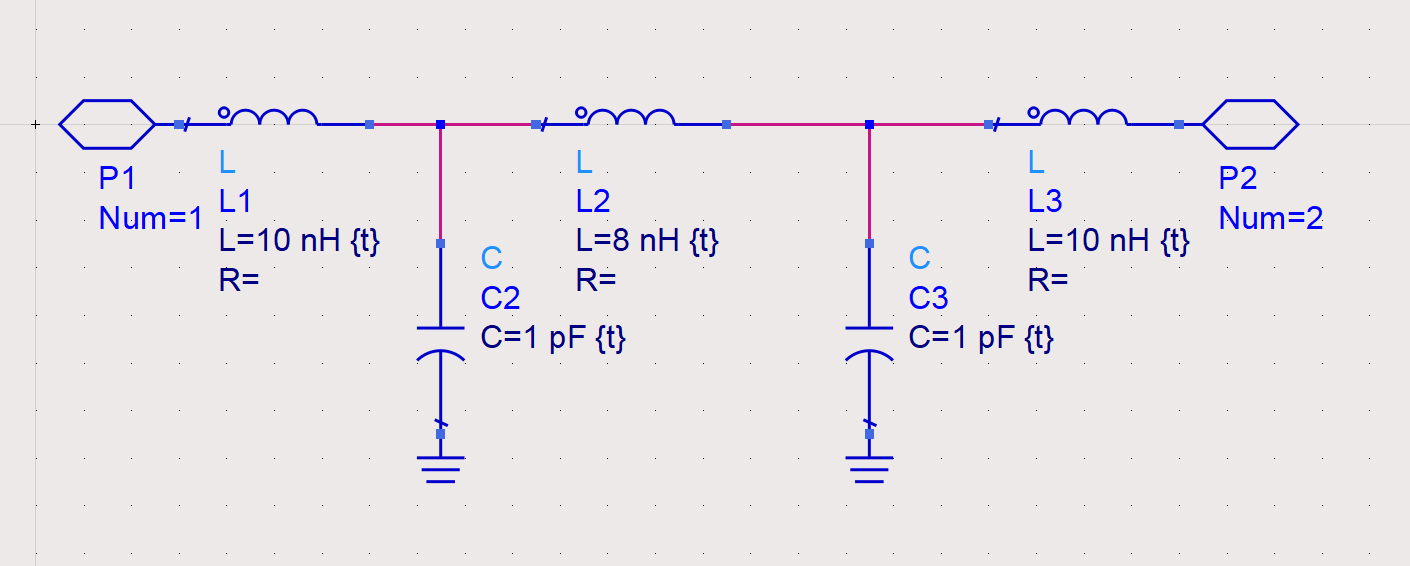 P1
Num=1
L
L1
L=10 nH {t}
R=
C
C2
C=1 pF {t}
L
L2
L=8 nH {t}
R=
C
C3
C=1 pF {t}
L
L3
L=10 nH {t}
R=
P2
Num=2